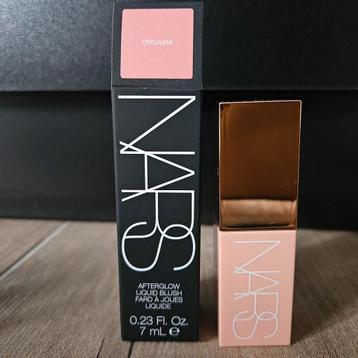 ORGASM
NARS
AFTERGLOW
LIQUID BLUSH
FARD À JOUES
LIQUIDE
0.23 Fl. Oz.
7 mL e
NARS